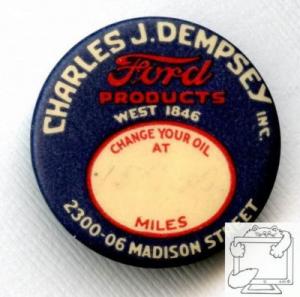 CHARLES J. DEMPSEY INC.
Ford
PRODUCTS
WEST 1846
CHANGE YOUR OIL
AT
MILES
2300-06 MADISON STREET